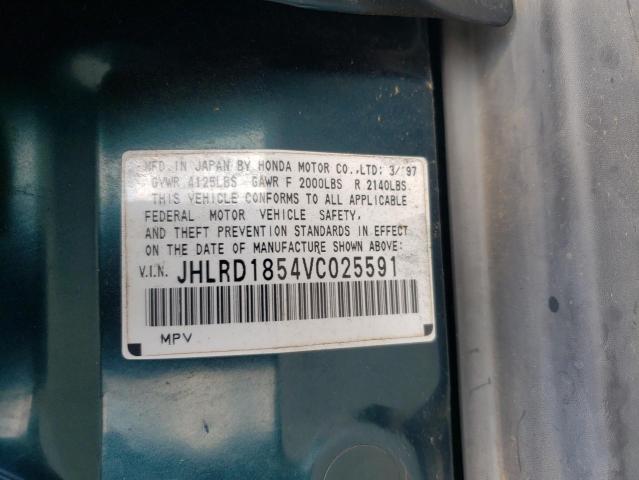 MFD. IN JAPAN BY HONDA MOTOR CO.,LTD: 3/'97
GVWR 4125LBS GAWR F 2000LBS R 2140LBS
THIS VEHICLE CONFORMS TO ALL APPLICABLE
FEDERAL MOTOR VEHICLE SAFETY,
AND THEFT PREVENTION STANDARDS IN EFFECT
ON THE DATE OF MANUFACTURE SHOWN ABOVE:
V.I.N. JHLRD1854VC025591
MPV